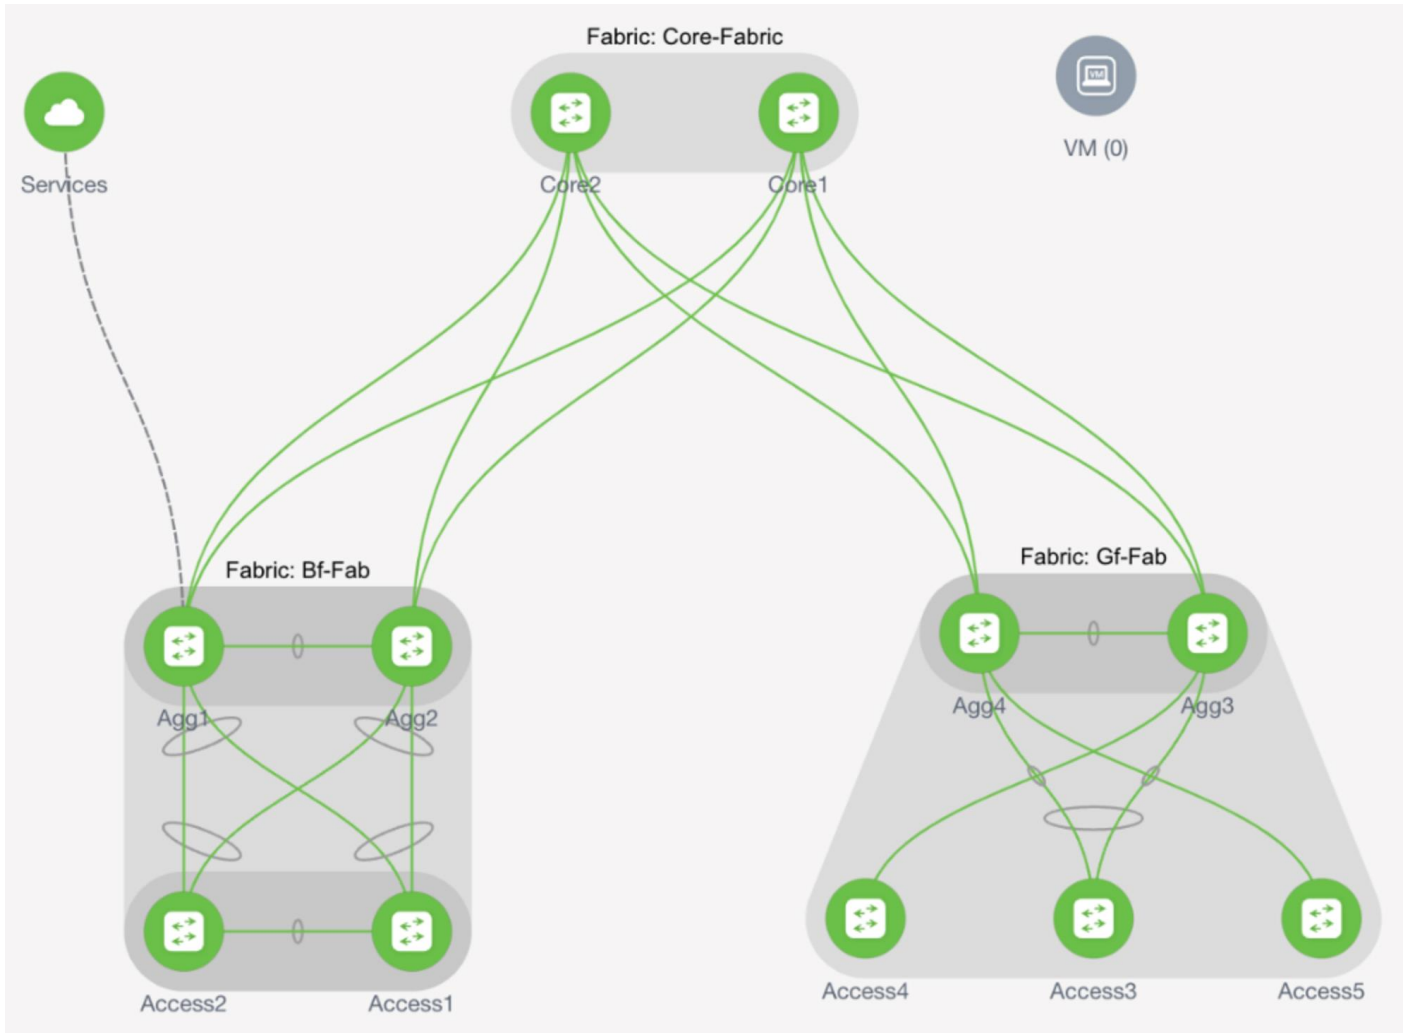 Fabric: Core-Fabric
VM
VM (0)
Services
Core2
Core1
Fabric: Bf-Fab
Fabric: Gf-Fab
Agg1
Agg2
Agg4
Agg3
Access2
Access1
Access4
Access3
Access5